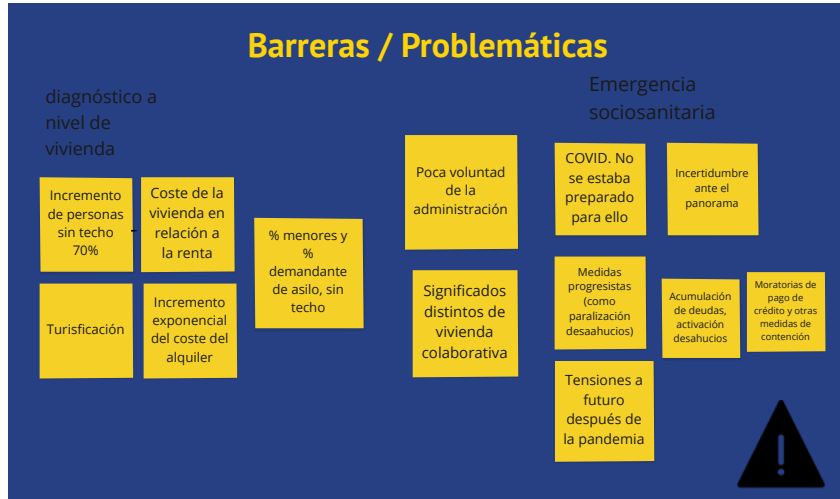 Barreras / Problemáticas
diagnóstico a
nivel de
vivienda
Incremento
de personas
sin techo
70%
-
Coste de la
vivienda en
relación a
la renta
% menores y
%
demandante
de asilo, sin
techo
Turisficación
Incremento
exponencial
del coste del
alquiler
Poca voluntad
de la
administración
Significados
distintos de
vivienda
colaborativa
Emergencia
sociosanitaria
COVID. No
se estaba
preparado
para ello
Incertidumbre
ante el
panorama
Medidas
progresistas
(como
paralización
desaahucios)
Acumulación
de deudas,
activación
desahucios
Moratorias de
pago de
crédito y otras
medidas de
contención
Tensiones a
futuro
después de
la pandemia
!